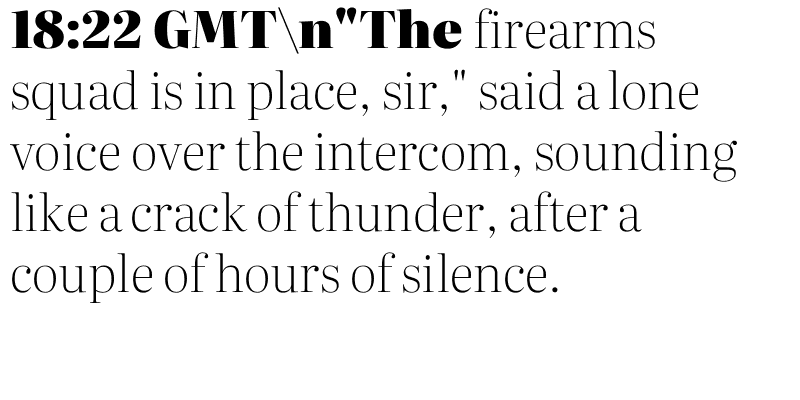 18:22 GMT\n"The firearms
squad is in place, sir," said a lone
voice over the intercom, sounding
like a crack of thunder, after a
couple of hours of silence.